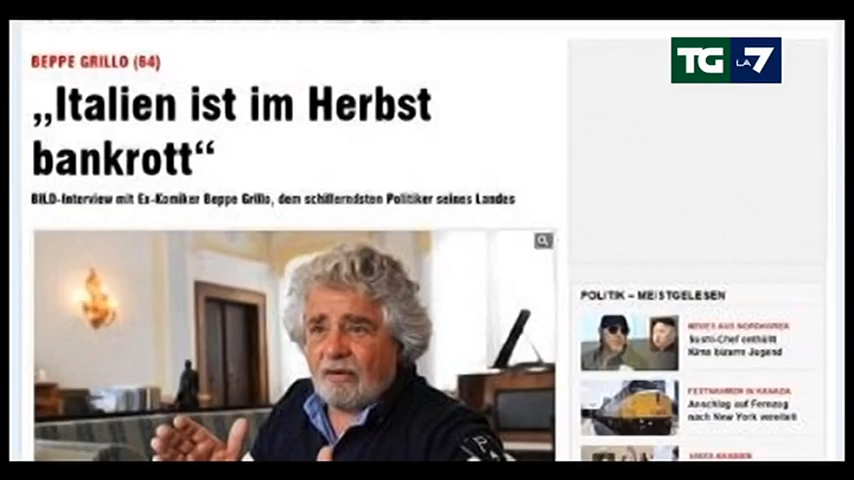 TG LA 7
BEPPE GRILLO (64)
„Italien ist im Herbst
bankrott“
BILD-Interview mit Ex-Komiker Beppe Grillo, dem schillerndsten Politiker seines Landes
POLITIK – MEISTGELESEN
NEUES AUS NORDKOREA
Sushi-Chef enthüllt
Kims bizarre Jugend
FESTNAHMEN IN KANADA
Anschlag auf Fernzug
nach New York vereitelt